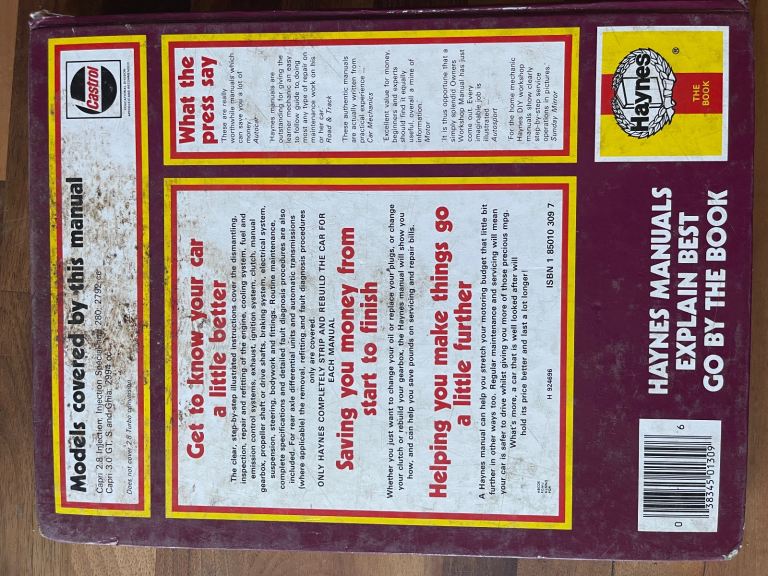 Models covered by this manual
Capri 2.8 Injection, Injection Special and 280; 2792 cc
Capri 3.0 GT, S and Ghia; 2994 cc
Does not cover 2.8 Turbo conversion
Castrol
Get to know your car
a little better
The clear, step-by-step illustrated instructions cover the dismantling,
inspection, repair and refitting of the engine, cooling system, fuel and
emission control systems, exhaust, ignition system, clutch, manual
gearbox, propeller shaft or drive shafts, braking system, electrical system,
suspension, steering, bodywork and fittings. Routine maintenance,
complete specifications and detailed fault diagnosis procedures are also
included. For rear axle differential units and automatic transmissions
(where applicable) the removal, refitting and fault diagnosis procedures
only are covered.
ONLY HAYNES COMPLETELY STRIP AND REBUILD THE CAR FOR
EACH MANUAL
Saving you money from
start to finish
Whether you just want to change your oil or replace your plugs, or change
your clutch or rebuild your gearbox, the Haynes manual will show you
how, and can help you save pounds on servicing and repair bills.
Helping you make things go
a little further
A Haynes manual can help you stretch your motoring budget that little bit
further in other ways too. Regular maintenance and servicing will mean
your car is safer to drive whilst giving you more of those precious mpg.
What's more, a car that is well looked after will
hold its price better and last a lot longer!
H 924696
ISBN 1 85010 309 7
What the
press say
'These are really
worthwhile manuals which
can save you a lot of
money.'
'Haynes manuals are
outstanding for giving the
learner mechanic an easy
to follow guide to doing
most any type of repair on
maintenance work on his
or her car.'
Road & Track
'These authentic manuals
are actually written from
practical experience.'
Car Mechanics
'Excellent value for money,
beginners and experts
should find it equally
useful, overall a mine of
information.'
Motor
'It is thus opportune that a
simply splendid Owners
Workshop Manual has just
come out. Every
imaginable job is
illustrated.'
Autosport
'For the home mechanic
Haynes DIY workshop
manuals show clearly
step-by-step service
operations in pictures.'
Sunday Mirror
HAYNES MANUALS
EXPLAIN BEST
GO BY THE BOOK
Haynes
®
THE
BOOK
0 38345 01309 6